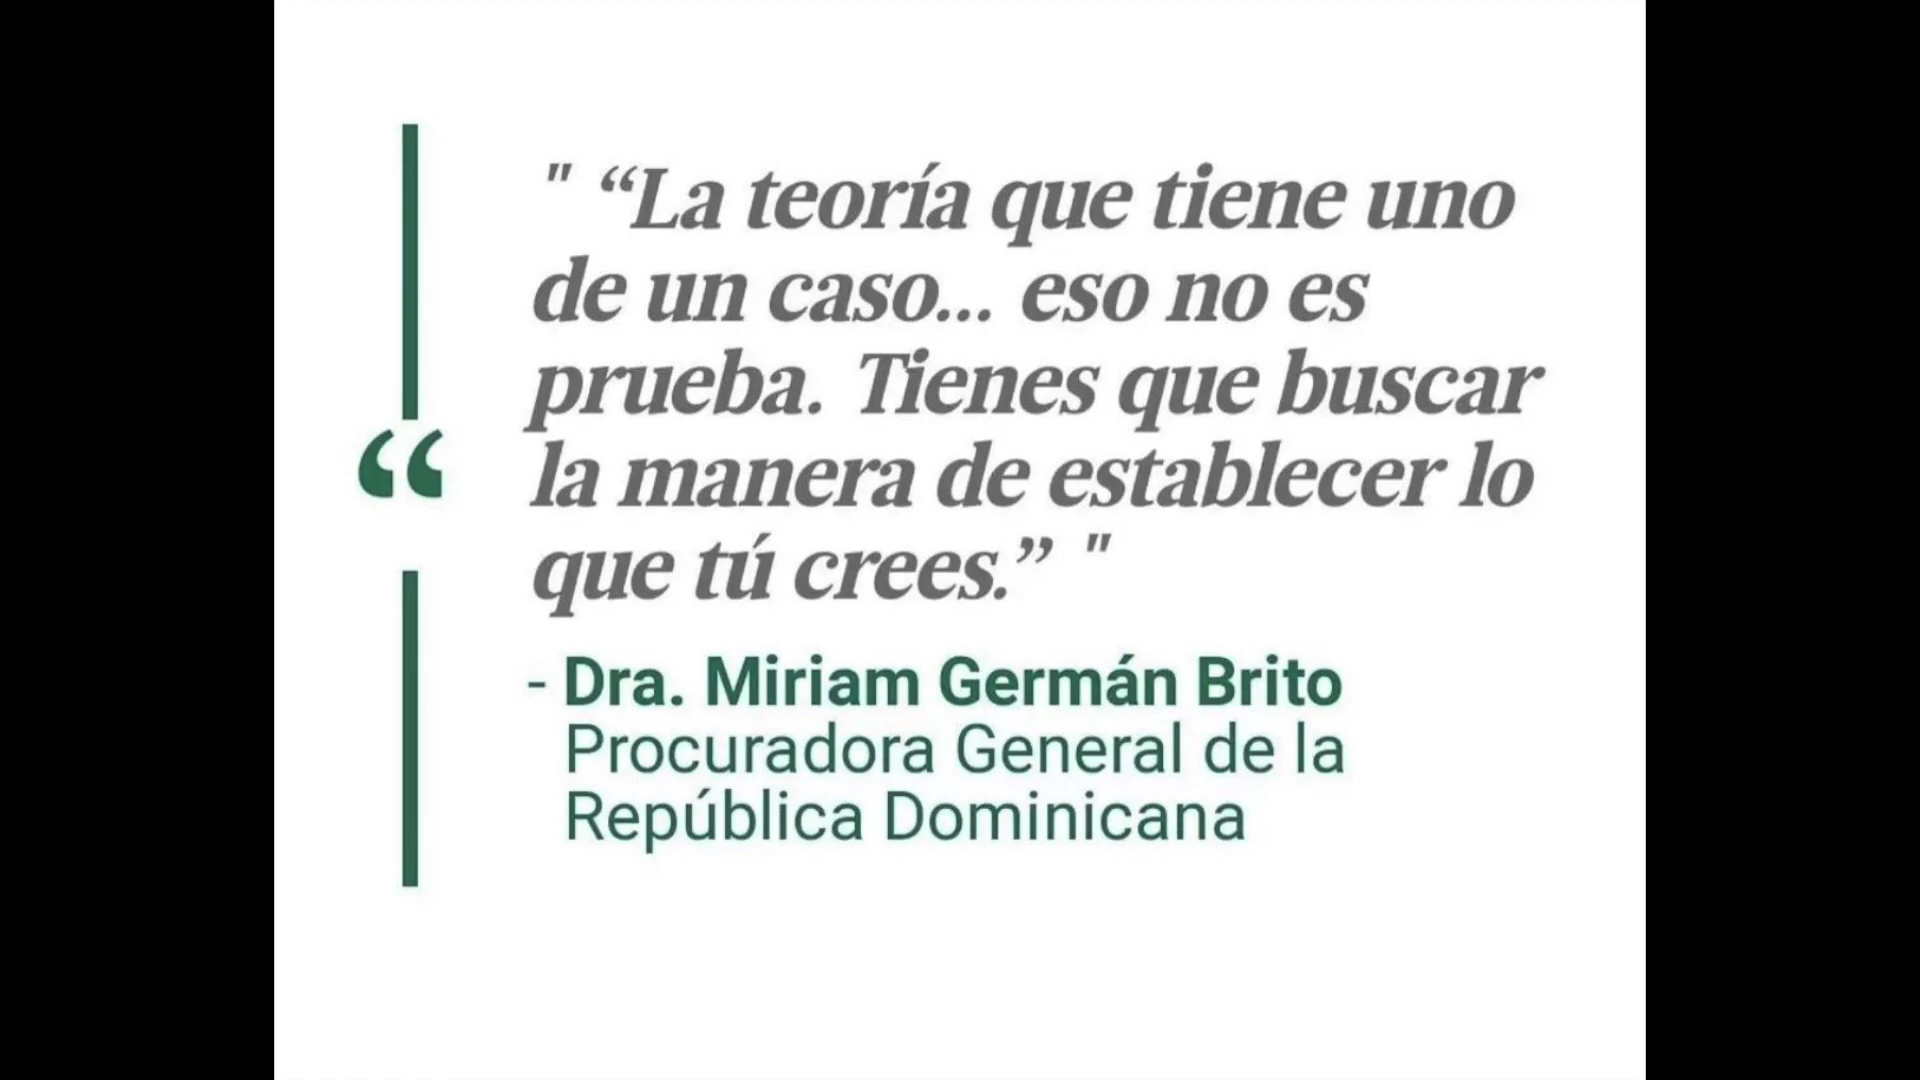 " “La teoría que tiene uno
de un caso... eso no es
prueba. Tienes que buscar
la manera de establecer lo
que tú crees.” "
- Dra. Miriam Germán Brito
Procuradora General de la
República Dominicana